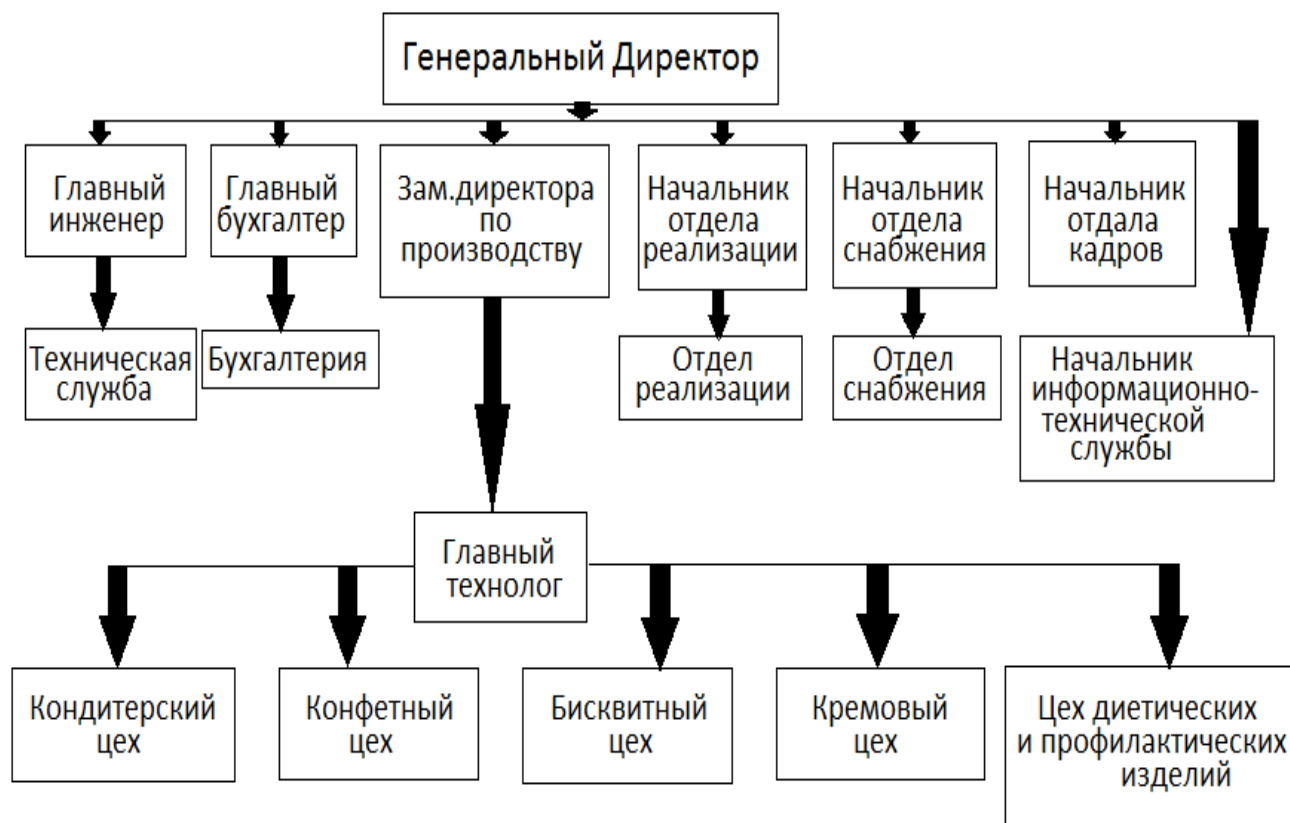 Генеральный Директор
Главный
инженер
Главный
бухгалтер
Зам.директора
по
производству
Начальник
отдела
реализации
Начальник
отдела
снабжения
Начальник
отдала
кадров
Техническая
служба
Бухгалтерия
Отдел
реализации
Отдел
снабжения
Начальник
информационно-
технической
службы
Главный
технолог
Кондитерский
цех
Конфетный
цех
Бисквитный
цех
Кремовый
цех
Цех диетических
и профилактических
изделий